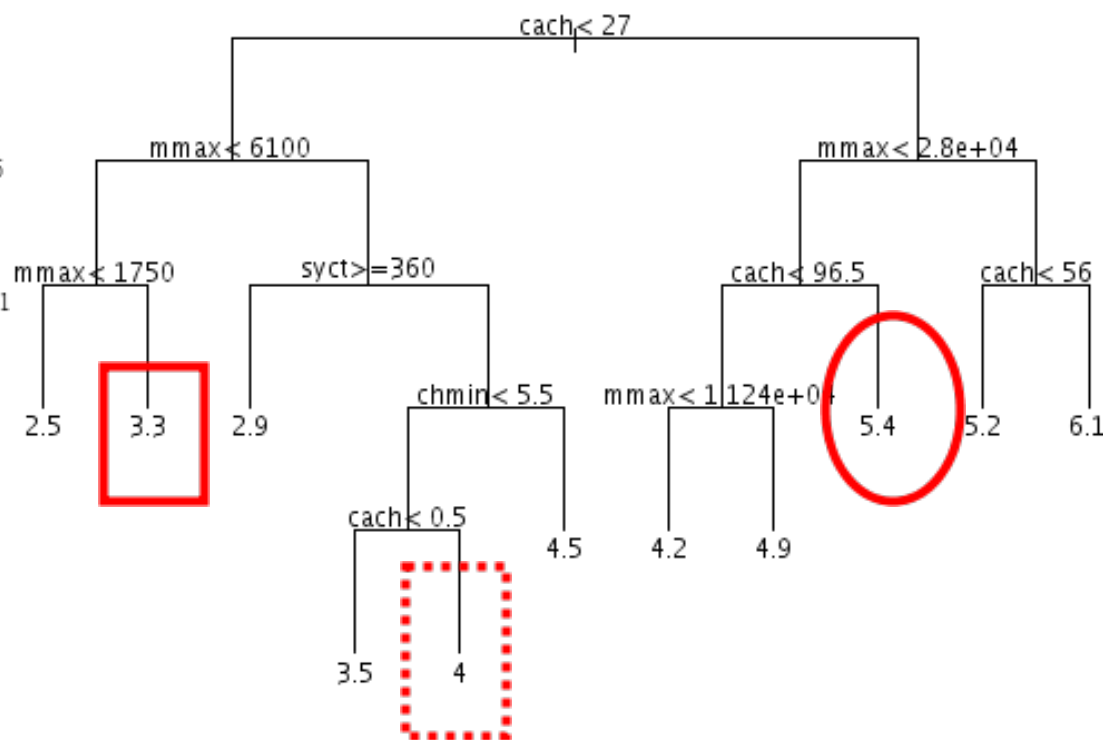 cach< 27
mmax< 6100
mmax< 2.8e+04
mmax< 1750
syct>=360
cach< 96.5
cach< 56
1
chmin< 5.5
mmax< 1.124e+04
2.5
3.3
2.9
5.4
5.2
6.1
cach< 0.5
4.5
4.2
4.9
3.5
4